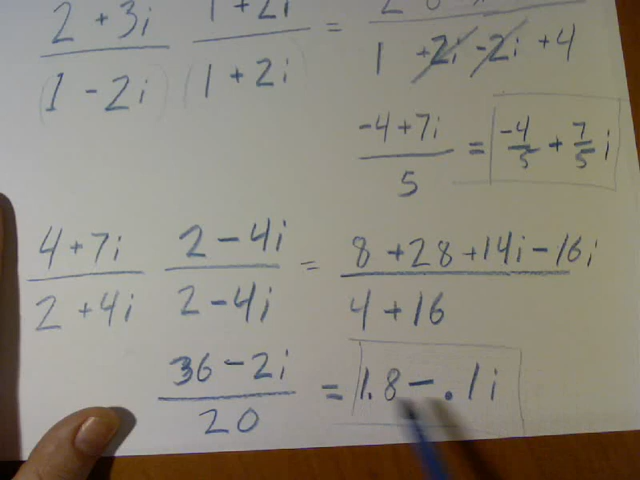 2 + 3i / (1 - 2i) 1 + 2i / (1 + 2i) = / 1 +2i -2i +4
-4+7i / 5 = -4/5 + 7/5 i
4+7i / 2+4i 2-4i / 2-4i = 8 +28 +14i -16i / 4+16
36-2i / 20 = 1.8 - .1i